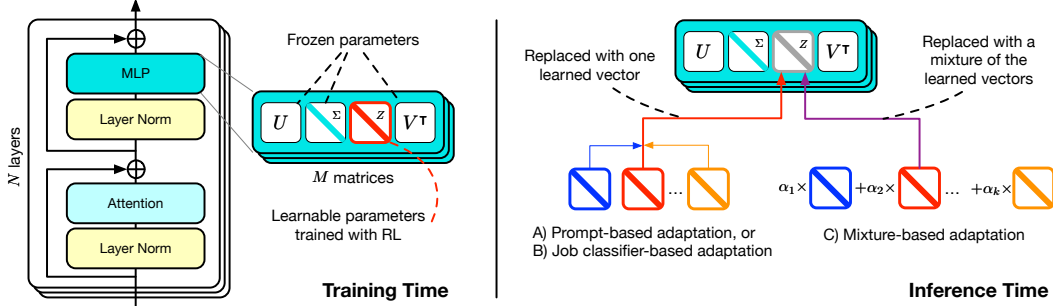 N layers
MLP
Layer Norm
Attention
Layer Norm
Frozen parameters
U Σ Z V⊤
M matrices
Learnable parameters
trained with RL
Training Time
Replaced with one
learned vector
U Σ Z V⊤
Replaced with a
mixture of the
learned vectors
...
α1× +α2× ... +αk×
A) Prompt-based adaptation, or
B) Job classifier-based adaptation
C) Mixture-based adaptation
Inference Time